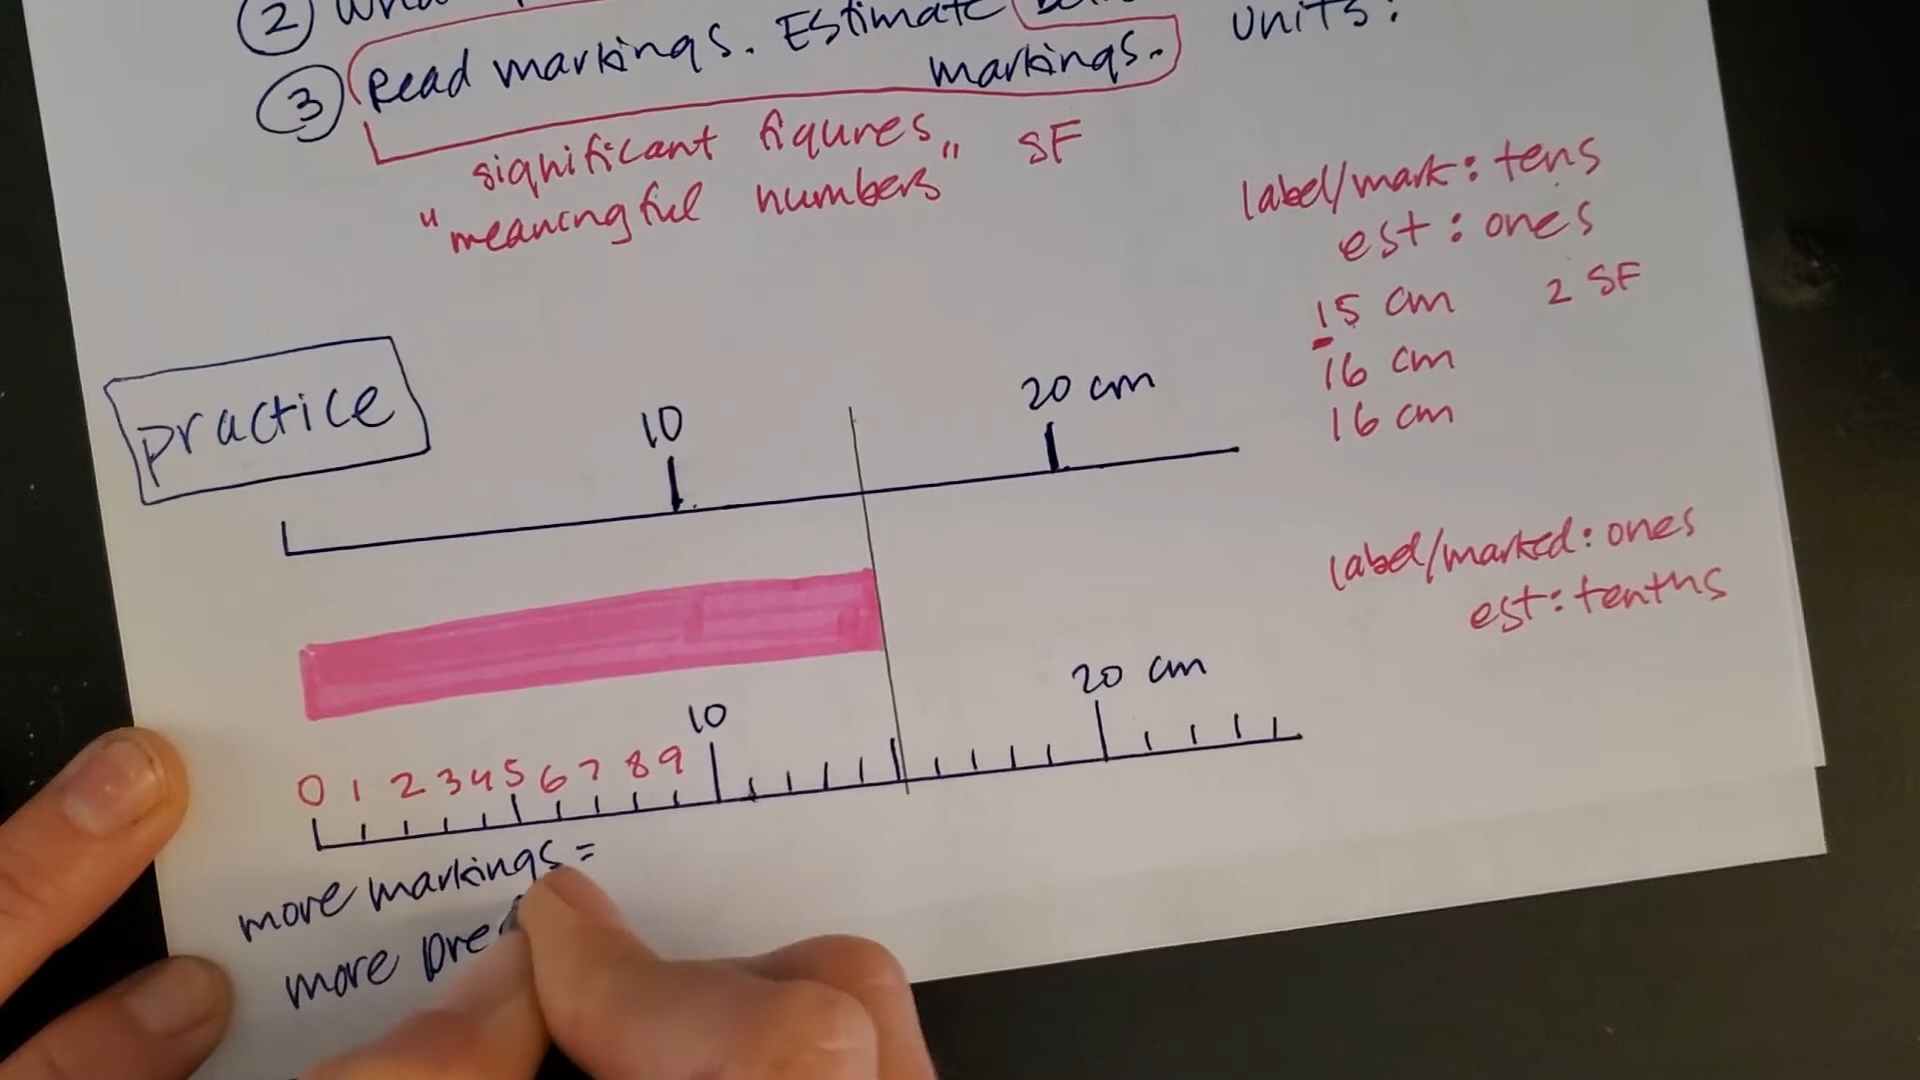 ②
③ Read markings. Estimate
markings.
units.
significant figures SF
"meaningful numbers"
label/mark: tens
est: ones
15 cm 2 SF
16 cm
16 cm
practice
10
20 cm
label/marked: ones
est: tenths
20 cm
10
0 1 2 3 4 5 6 7 8 9
more markings =
more